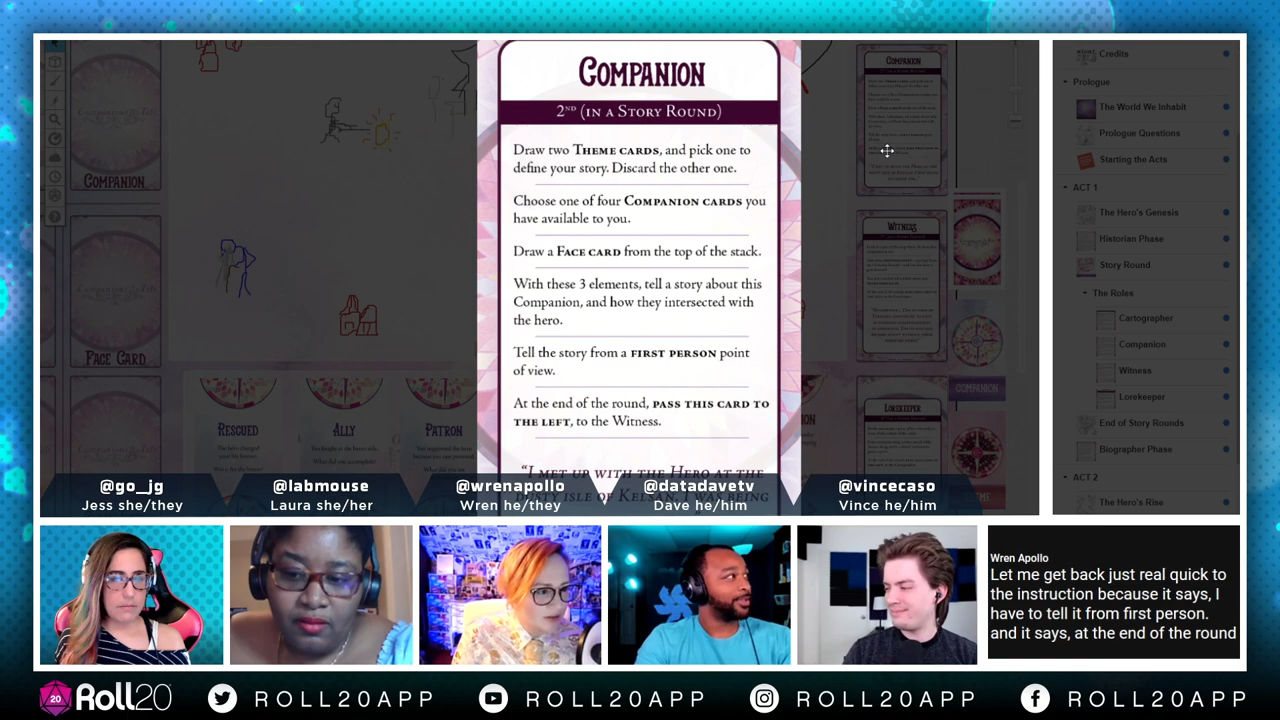 COMPANION
2ND (IN A STORY ROUND)
Draw two THEME CARDS, and pick one to
define your story. Discard the other one.
Choose one of four COMPANION CARDS you
have available to you.
Draw a FACE CARD from the top of the stack.
With these 3 elements, tell a story about this
Companion, and how they intersected with
the hero.
Tell the story from a FIRST PERSON point
of view.
At the end of the round, PASS THIS CARD TO
THE LEFT, to the Witness.
"I MET UP WITH THE HERO AT THE
DUSTY ISLE OF KELSAN. I WAS BEING
COMPANION
FACE CARD
RESCUED
ALLY
PATRON
COMPANION
WITNESS
LOREKEEPER
COMPANION
Credits
Prologue
The World We Inhabit
Prologue Questions
Starting the Acts
ACT 1
The Hero's Genesis
Historian Phase
Story Round
The Roles
Cartographer
Companion
Witness
Lorekeeper
End of Story Rounds
Biographer Phase
ACT 2
The Hero's Rise
@go_jg
Jess she/they
@labmouse
Laura she/her
@wrenapollo
Wren he/they
@datadavetv
Dave he/him
@vincecaso
Vince he/him
Wren Apollo
Let me get back just real quick to
the instruction because it says, I
have to tell it from first person.
and it says, at the end of the round
20
Roll20
ROLL20APP
ROLL20APP
ROLL20APP
ROLL20APP